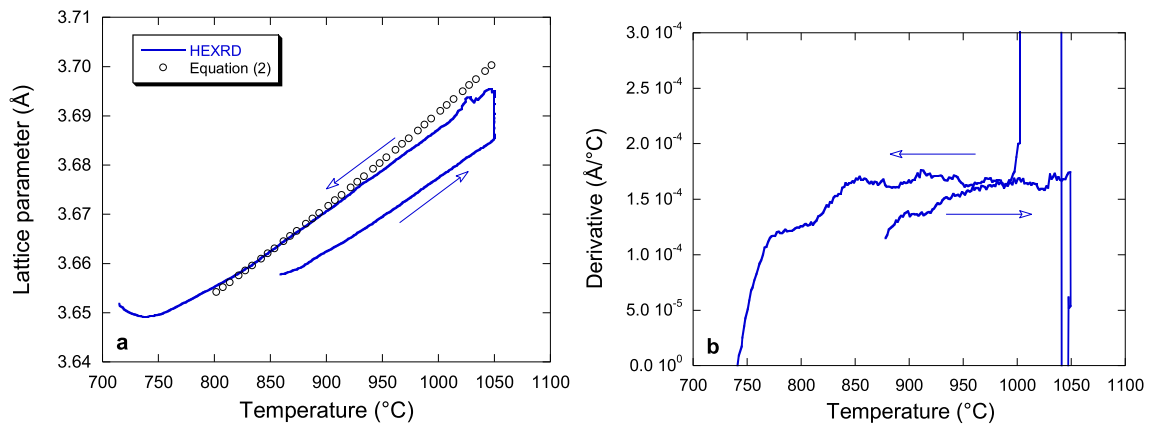 3.71
3.70
3.69
3.68
3.67
3.66
3.65
3.64
Lattice parameter (Å)
HEXRD
Equation (2)
a
700 750 800 850 900 950 1000 1050 1100
Temperature (°C)
3.0 10⁻⁴
2.5 10⁻⁴
2.0 10⁻⁴
1.5 10⁻⁴
1.0 10⁻⁴
5.0 10⁻⁵
0.0 10⁰
Derivative (Å/°C)
b
700 750 800 850 900 950 1000 1050 1100
Temperature (°C)